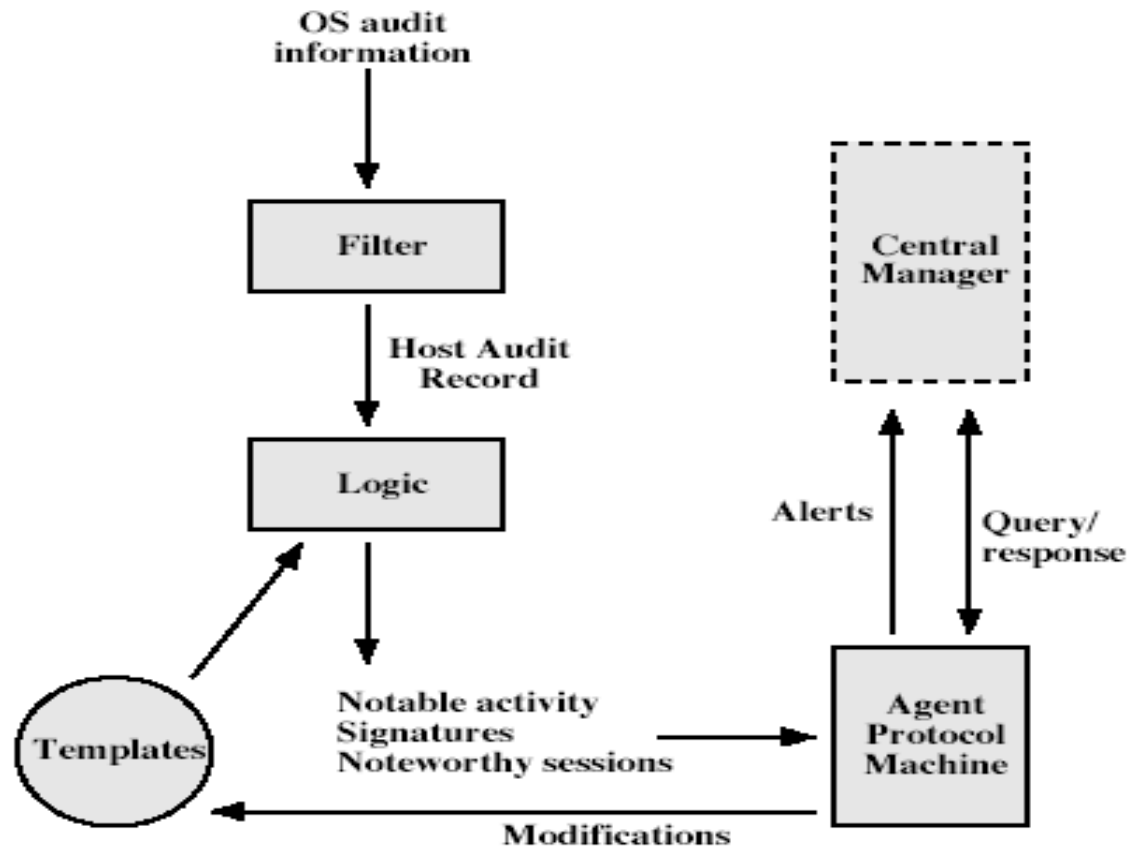 OS audit
information
Filter
Central
Manager
Host Audit
Record
Logic
Alerts
Query/
response
Templates
Notable activity
Signatures
Noteworthy sessions
Agent
Protocol
Machine
Modifications